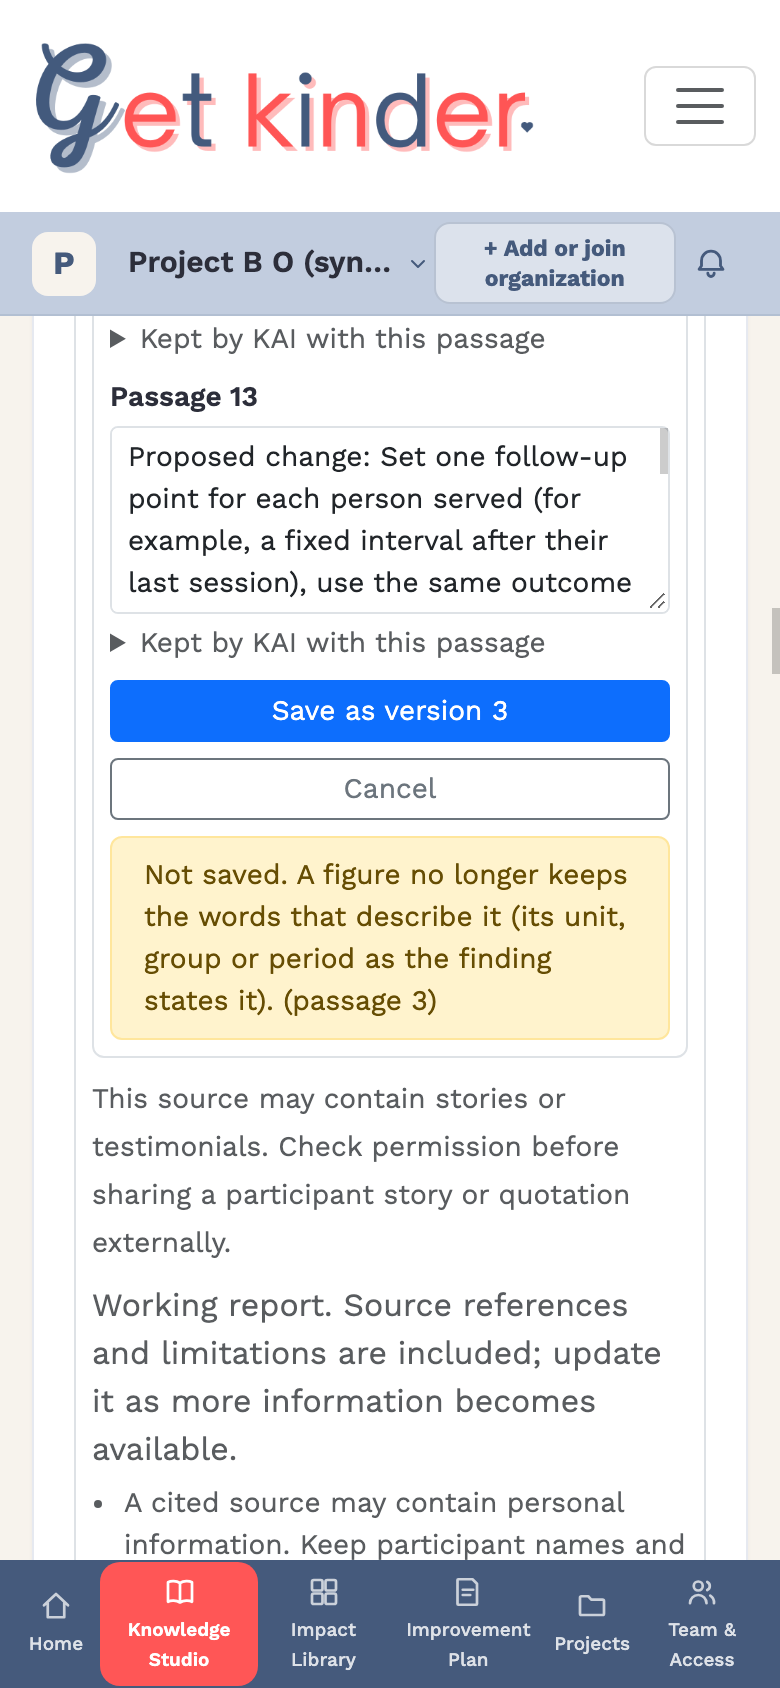 Get kinder
P
Project B O (syn...
+ Add or join
organization
Kept by KAI with this passage
Passage 13
Proposed change: Set one follow-up
point for each person served (for
example, a fixed interval after their
last session), use the same outcome
Kept by KAI with this passage
Save as version 3
Cancel
Not saved. A figure no longer keeps
the words that describe it (its unit,
group or period as the finding
states it). (passage 3)
This source may contain stories or
testimonials. Check permission before
sharing a participant story or quotation
externally.
Working report. Source references
and limitations are included; update
it as more information becomes
available.
• A cited source may contain personal
information. Keep participant names and
Home
Knowledge
Studio
Impact
Library
Improvement
Plan
Projects
Team &
Access